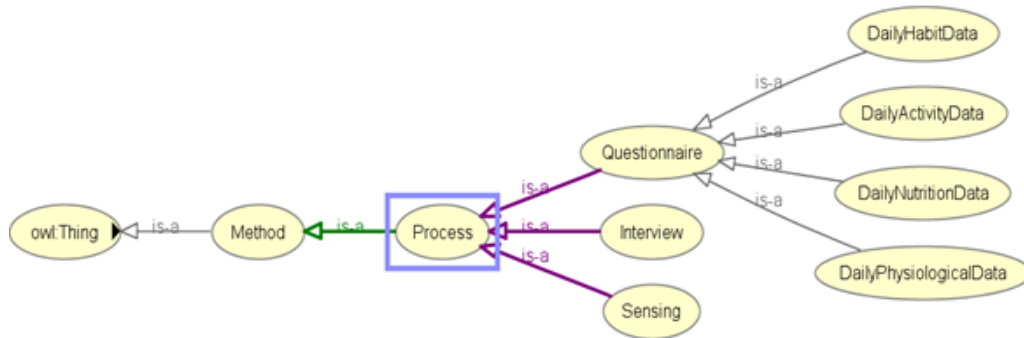 DailyHabitData
is-a
DailyActivityData
is-a
Questionnaire
is-a
DailyNutritionData
is-a
is-a
owl:Thing
is-a
Method
is-a
Process
is-a
Interview
is-a
DailyPhysiologicalData
Sensing